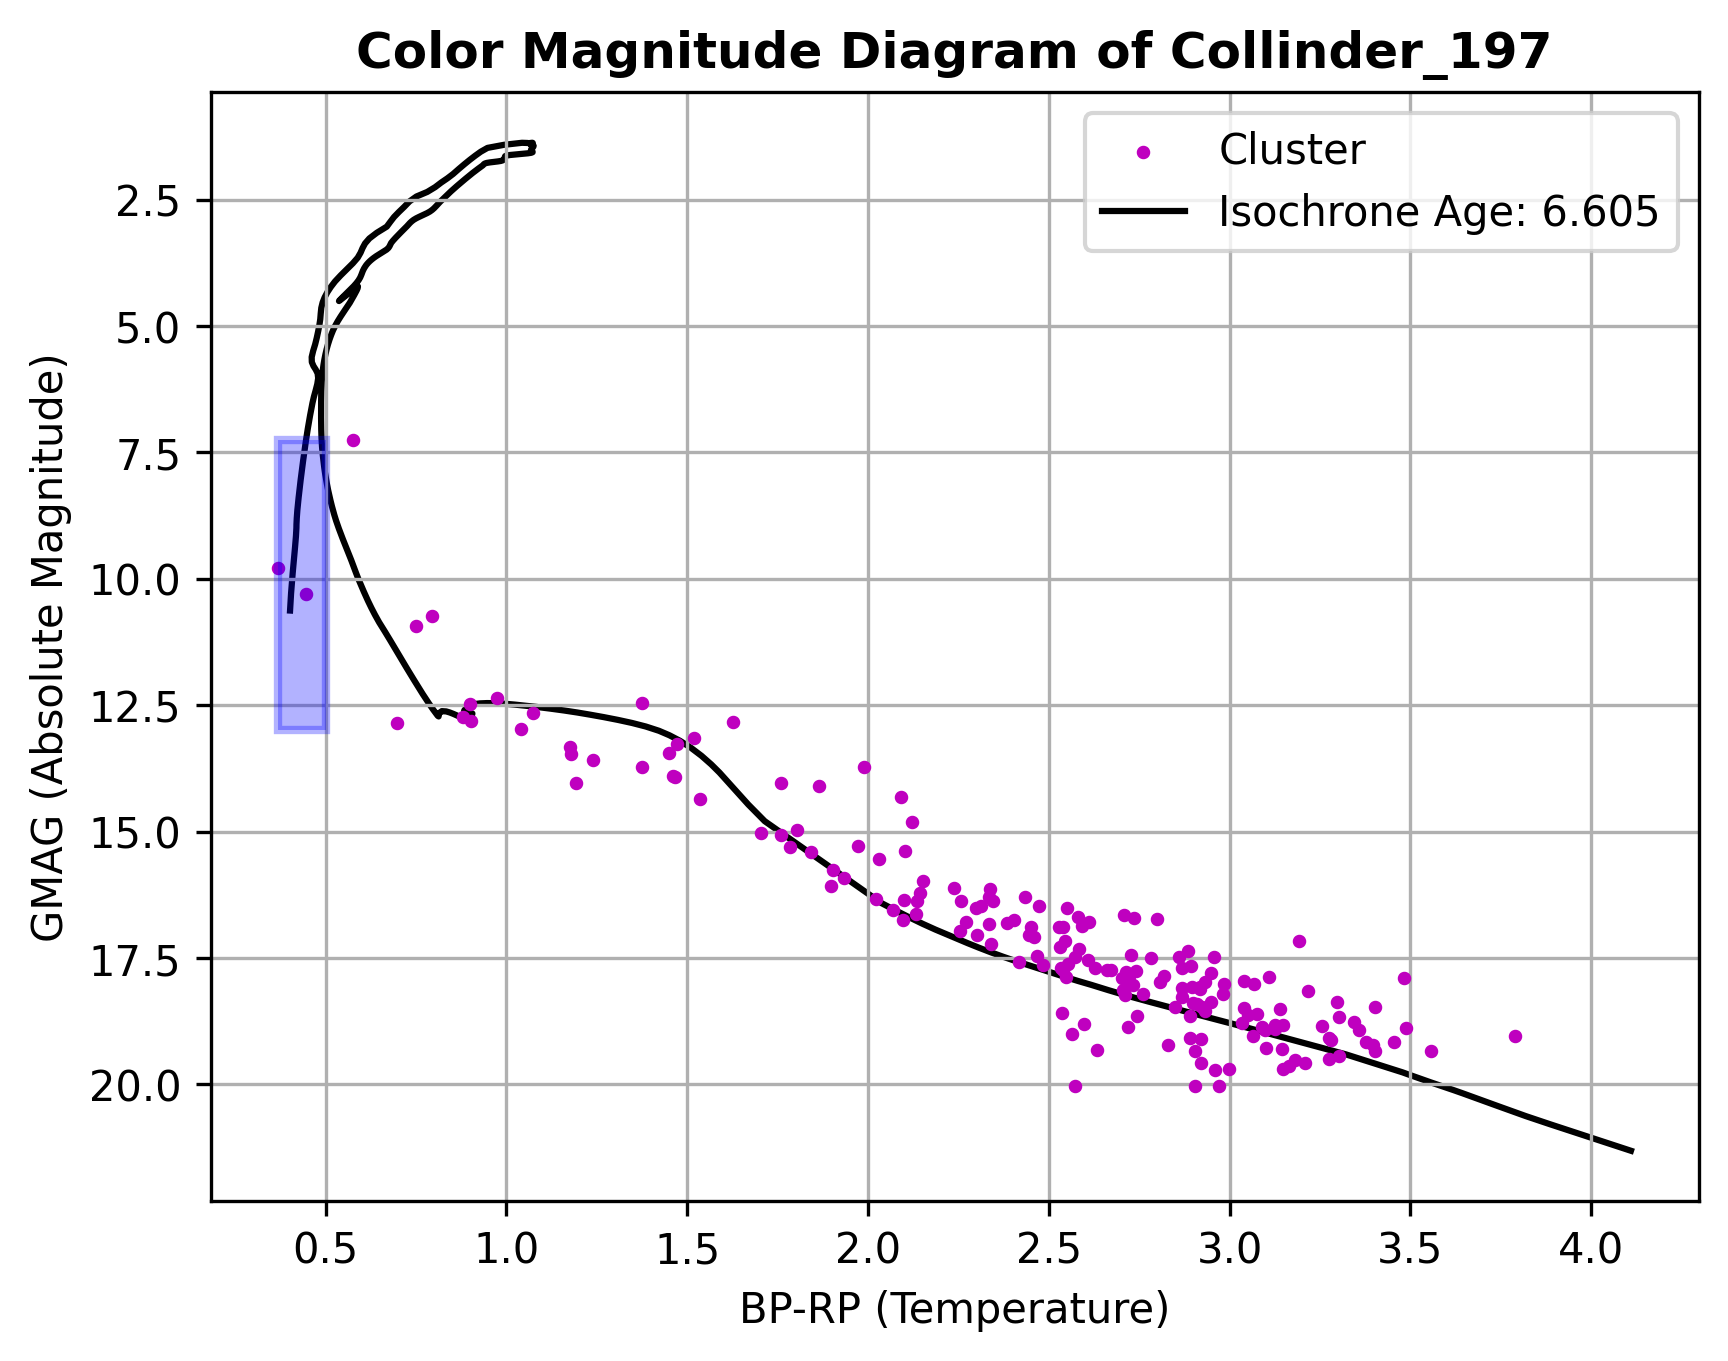 Color Magnitude Diagram of Collinder_197
Cluster
Isochrone Age: 6.605
GMAG (Absolute Magnitude)
2.5
5.0
7.5
10.0
12.5
15.0
17.5
20.0
0.5 1.0 1.5 2.0 2.5 3.0 3.5 4.0
BP-RP (Temperature)